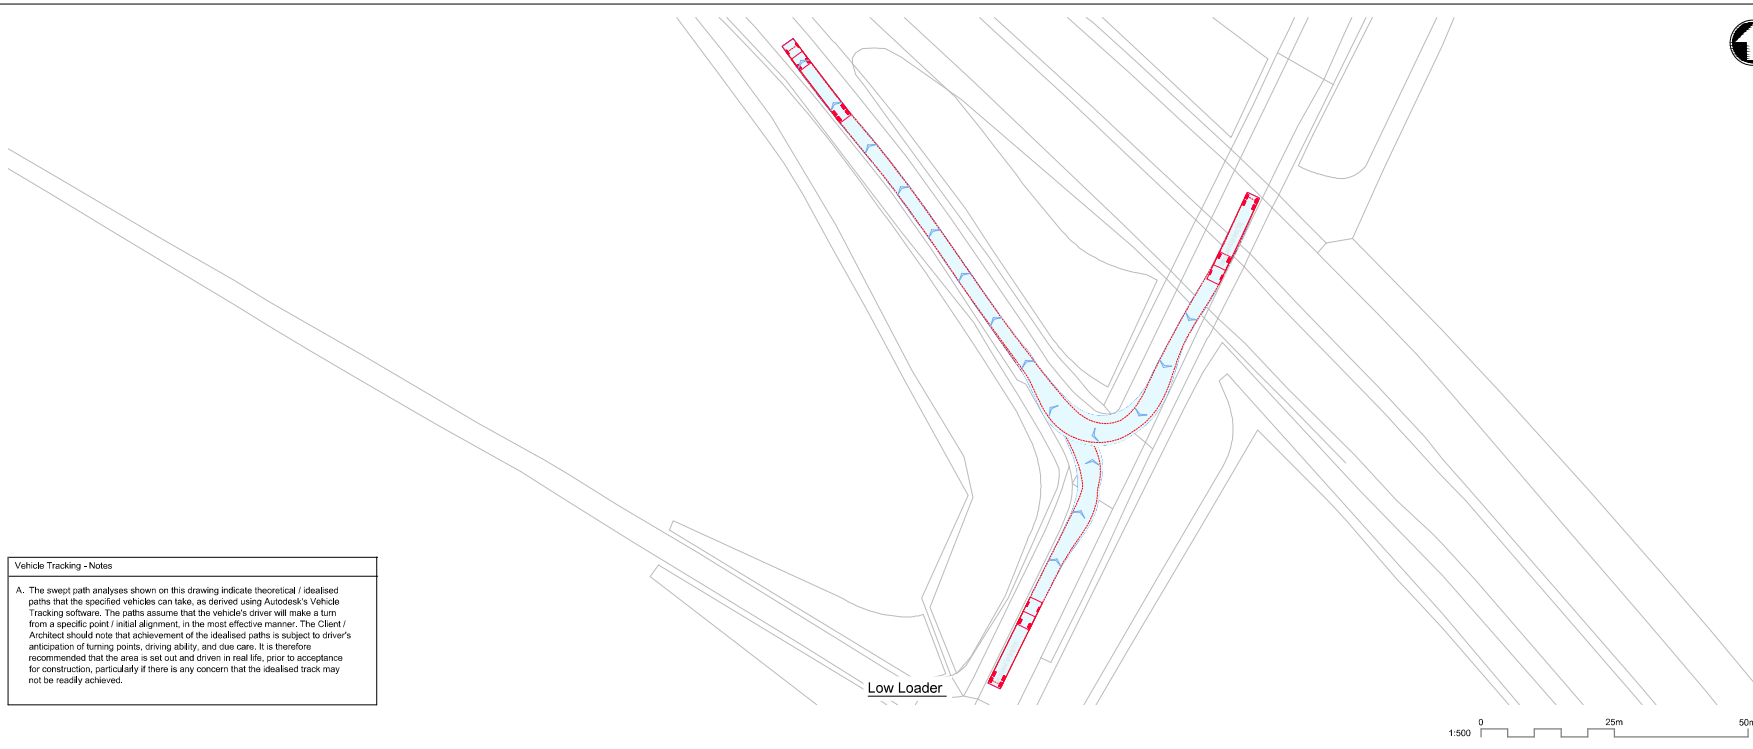 Vehicle Tracking - Notes
A. The swept path analyses shown on this drawing indicate theoretical / idealised
paths that the specified vehicles can take, as derived using Autodesk's Vehicle
Tracking software. The paths assume that the vehicle's driver will make a turn
from a specific point / initial alignment, in the most effective manner. The Client /
Architect should note that achievement of the idealised paths is subject to driver's
anticipation of turning points, driving ability, and due care. It is therefore
recommended that the area is set out and driven in real life, prior to acceptance
for construction, particularly if there is any concern that the idealised track may
not be readily achieved.
Low Loader
1:500
0 25m 50m